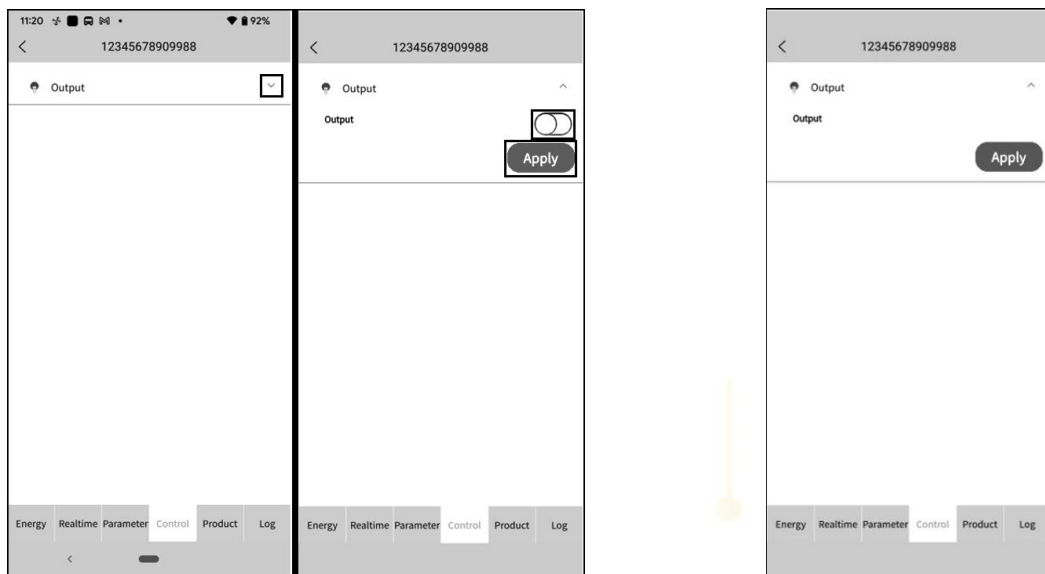 11:20 92%
12345678909988
Output
Energy Realtime Parameter Control Product Log
12345678909988
Output
Output
Apply
Energy Realtime Parameter Control Product Log
12345678909988
Output
Output
Apply
Energy Realtime Parameter Control Product Log